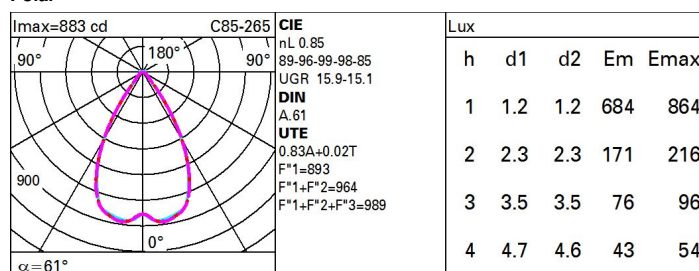 Imax=883 cd C85-265
90° 180° 90°
900
0°
α=61°
CIE
nL 0.85
89-96-99-98-85
UGR 15.9-15.1
DIN
A.61
UTE
0.83A+0.02T
F"1=893
F"1+F"2=964
F"1+F"2+F"3=989
Lux
h d1 d2 Em Emax
1 1.2 1.2 684 864
2 2.3 2.3 171 216
3 3.5 3.5 76 96
4 4.7 4.6 43 54